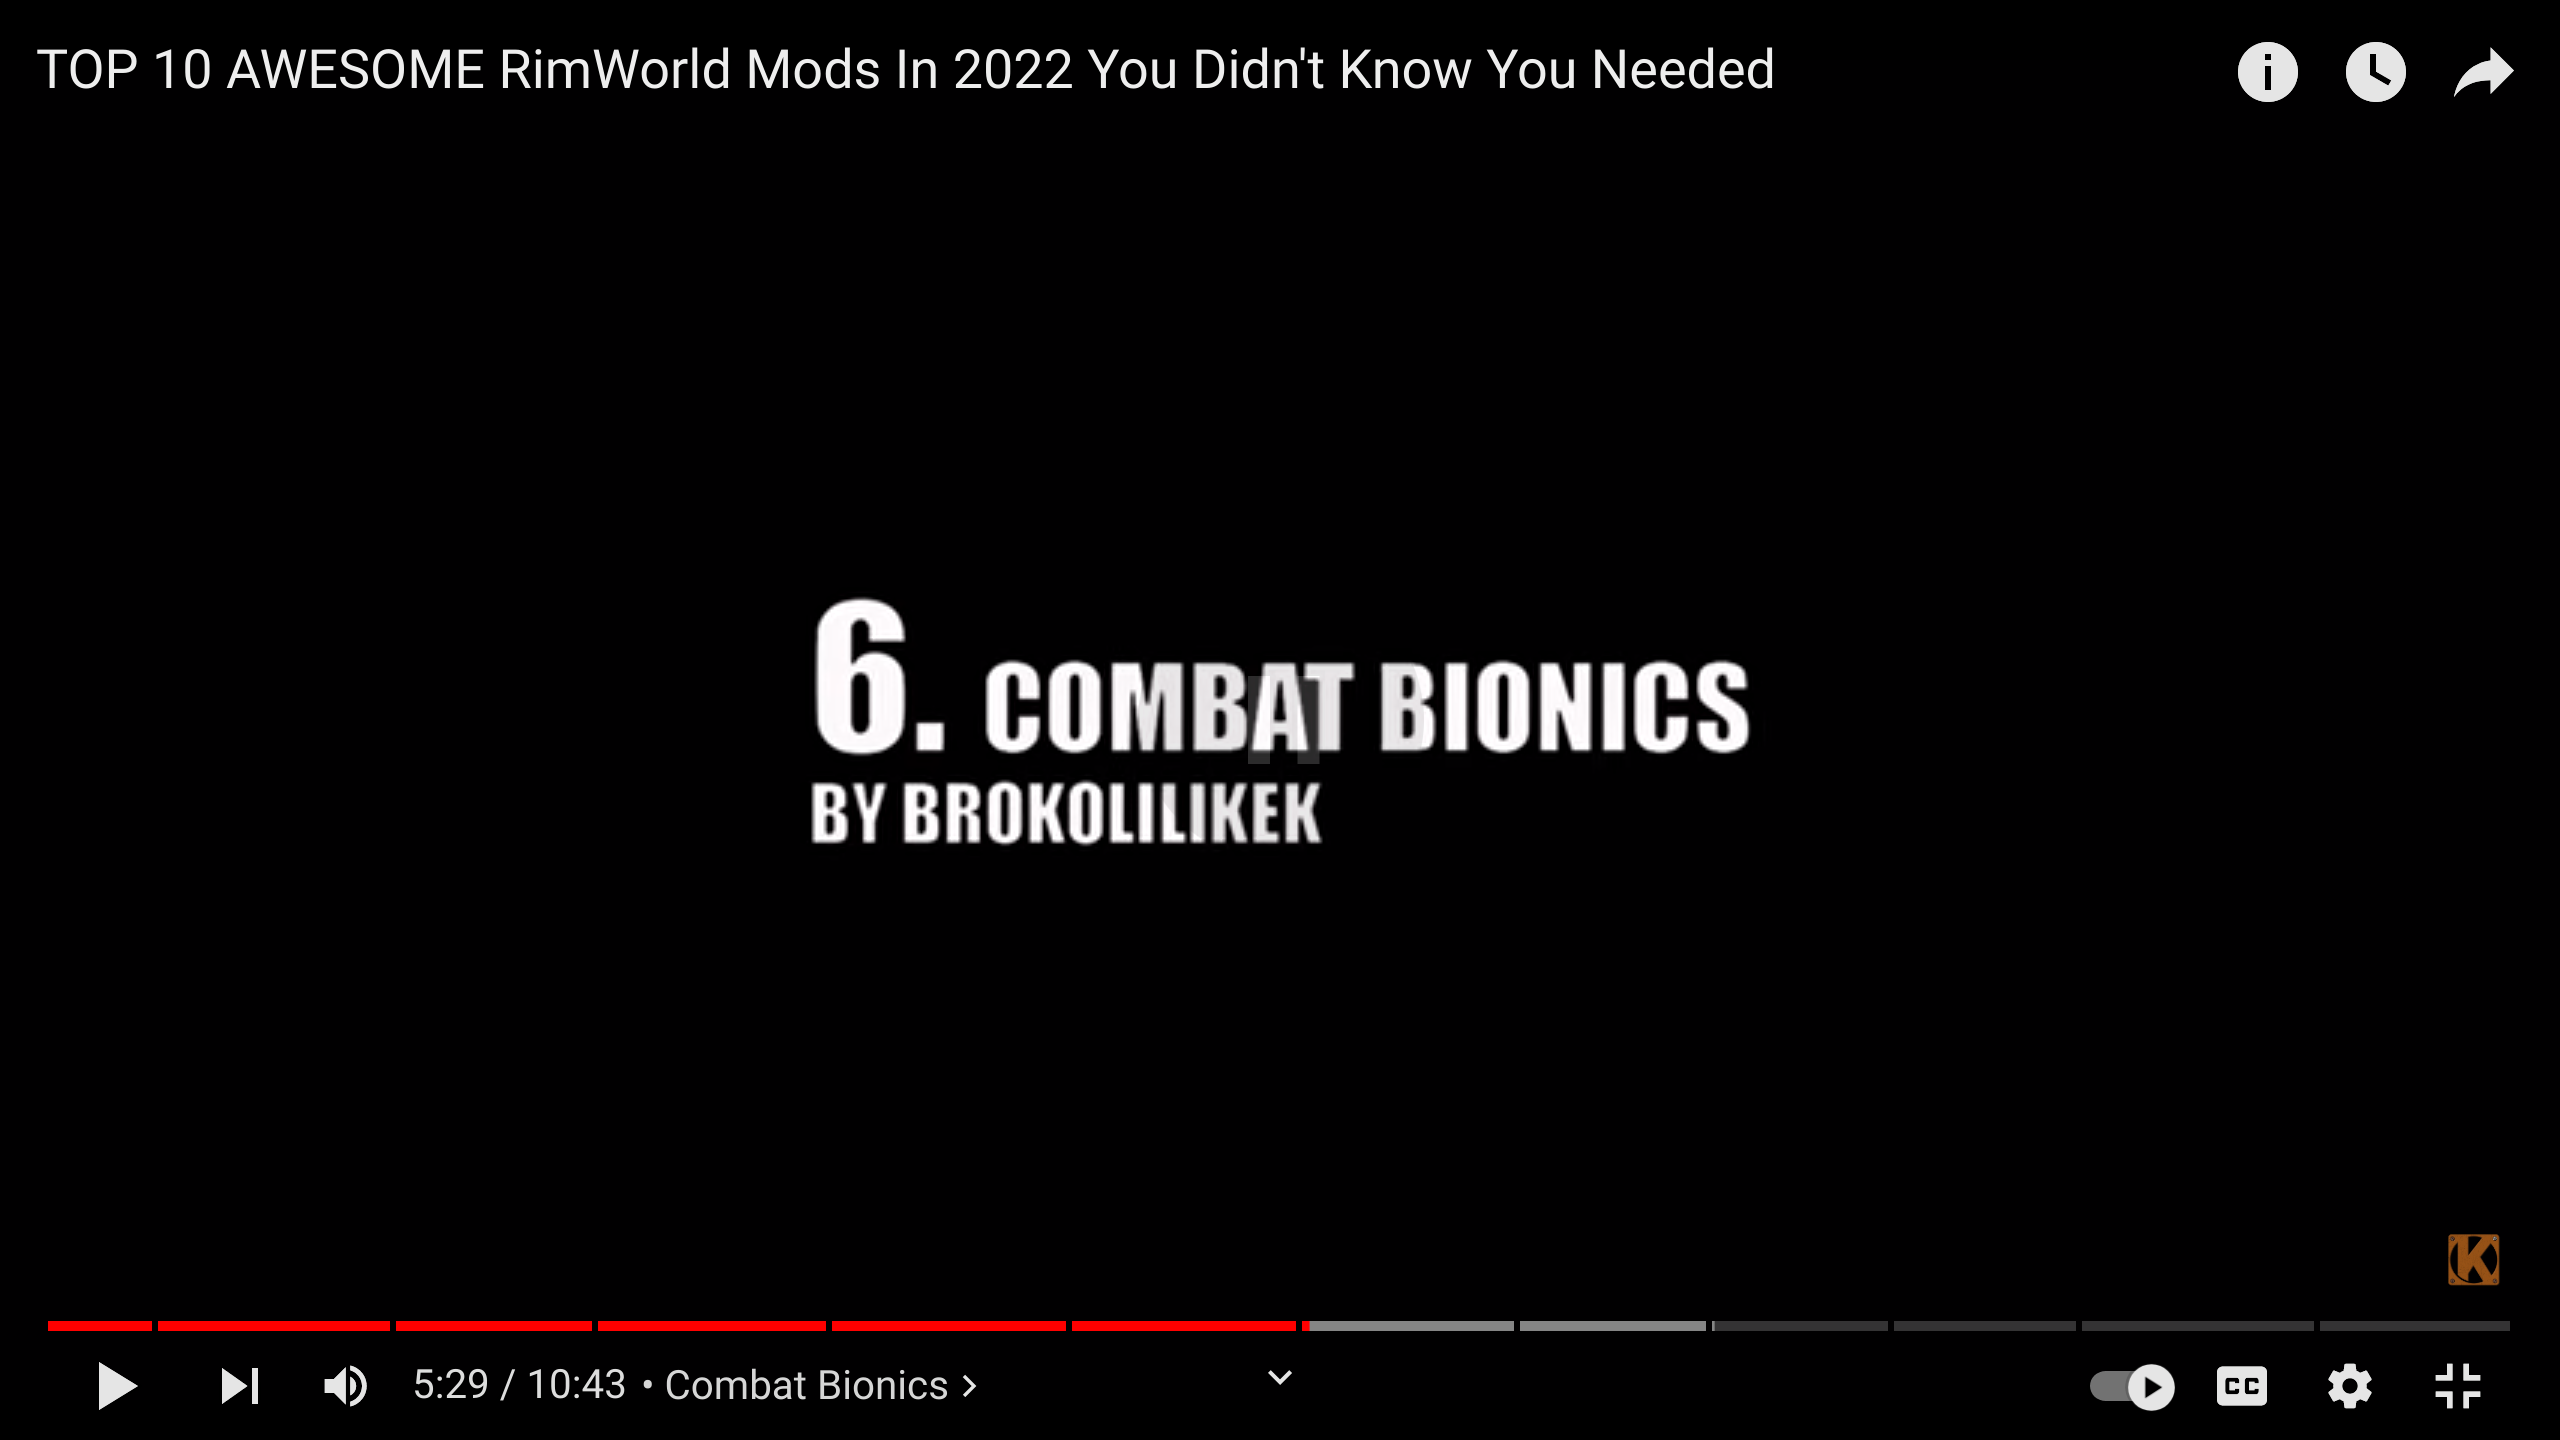 TOP 10 AWESOME RimWorld Mods In 2022 You Didn't Know You Needed
6. COMBAT BIONICS
BY BROKOLILIKEK
K
5:29 / 10:43 • Combat Bionics >
CC